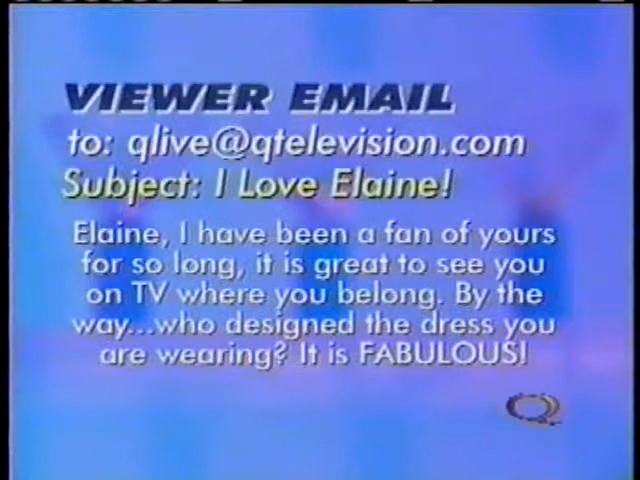 VIEWER EMAIL
to: qlive@qtelevision.com
Subject: I Love Elaine!
Elaine, I have been a fan of yours
for so long, it is great to see you
on TV where you belong. By the
way...who designed the dress you
are wearing? It is FABULOUS!
Q